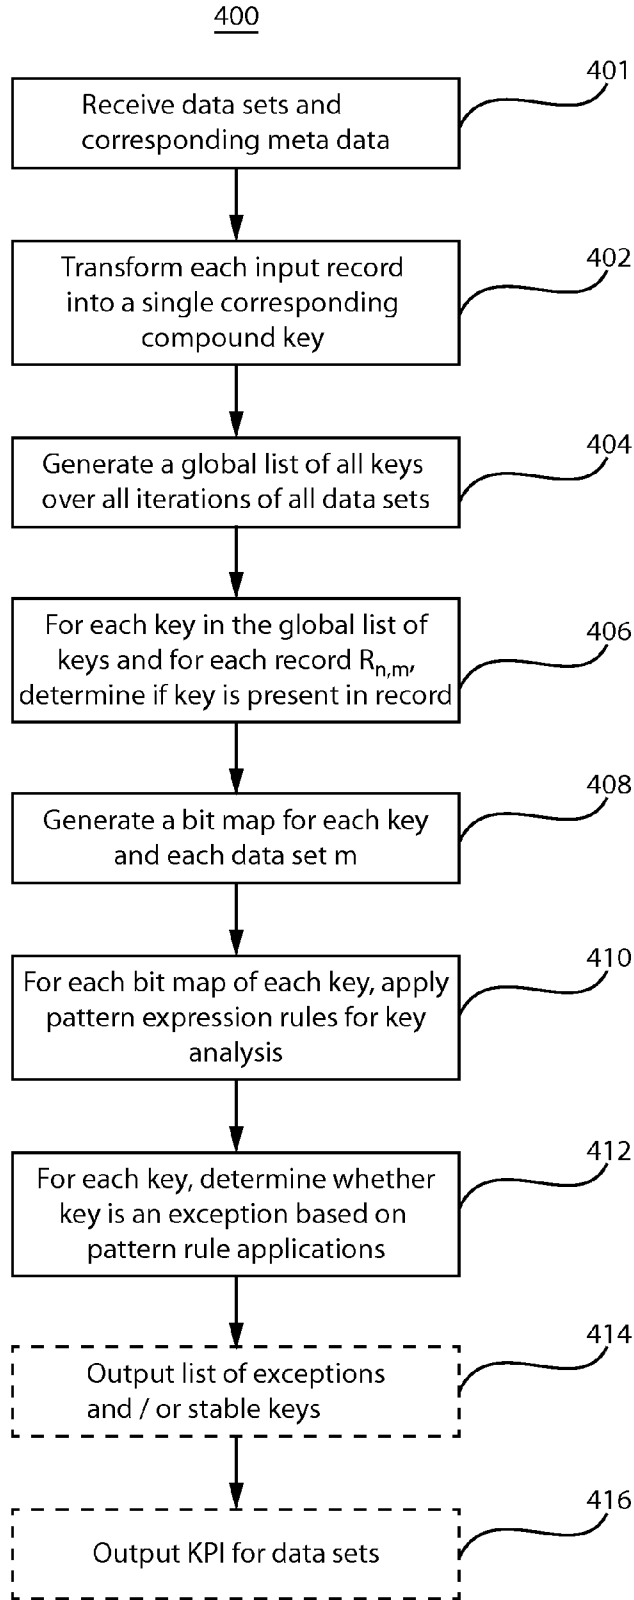 400
401
Receive data sets and
corresponding meta data
402
Transform each input record
into a single corresponding
compound key
404
Generate a global list of all keys
over all iterations of all data sets
406
For each key in the global list of
keys and for each record Rn,m,
determine if key is present in record
408
Generate a bit map for each key
and each data set m
410
For each bit map of each key, apply
pattern expression rules for key
analysis
412
For each key, determine whether
key is an exception based on
pattern rule applications
414
Output list of exceptions
and / or stable keys
416
Output KPI for data sets